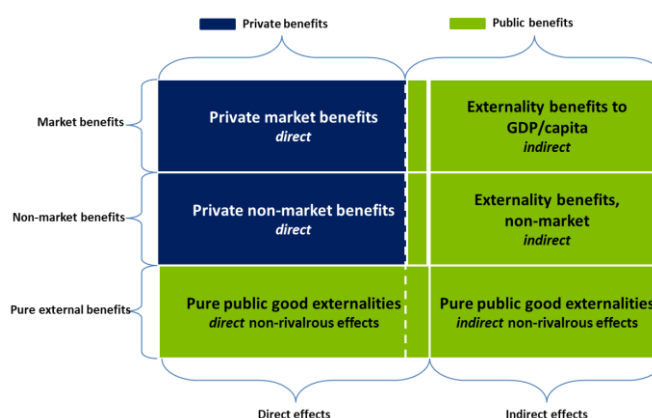 Private benefits
Public benefits
Market benefits
Private market benefits
direct
Externality benefits to
GDP/capita
indirect
Non-market benefits
Private non-market benefits
direct
Externality benefits,
non-market
indirect
Pure external benefits
Pure public good externalities
direct non-rivalrous effects
Pure public good externalities
indirect non-rivalrous effects
Direct effects
Indirect effects